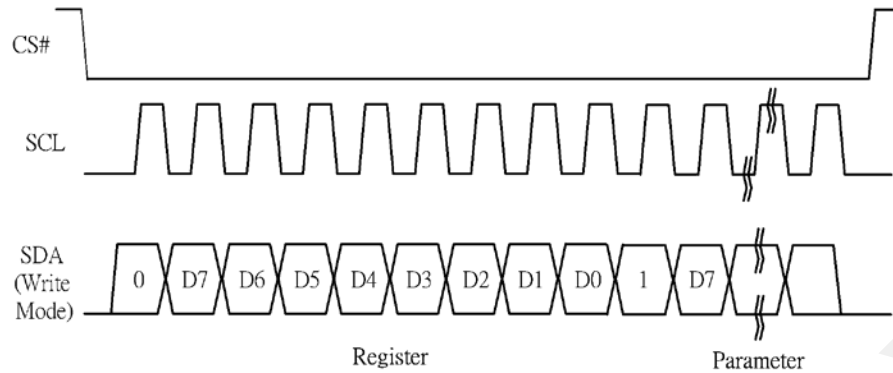 CS#
SCL
SDA
(Write
Mode)
0 D7 D6 D5 D4 D3 D2 D1 D0 1 D7
Register Parameter